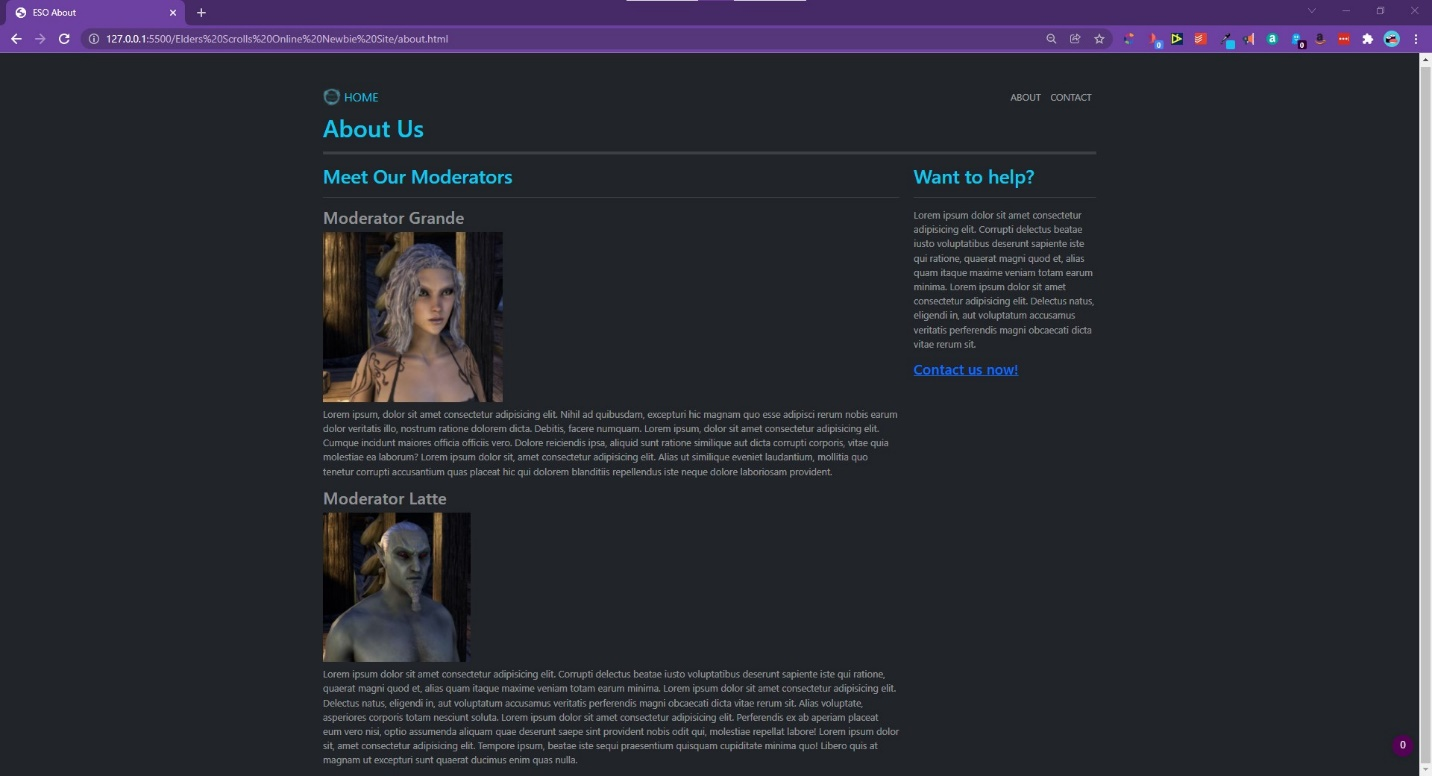 ESO About
127.0.0.1:5500/Elders%20Scrolls%20Online%20Newbie%20Site/about.html
HOME
ABOUT CONTACT
About Us
Meet Our Moderators
Moderator Grande
Lorem ipsum, dolor sit amet consectetur adipisicing elit. Nihil ad quibusdam, excepturi hic magnam quo esse adipisci rerum nobis earum
dolor veritatis illo, nostrum ratione dolorem dicta. Debitis, facere numquam. Lorem ipsum, dolor sit amet consectetur adipisicing elit.
Cumque incidunt maiores officia officiis vero. Dolore reiciendis ipsa, aliquid sunt ratione similique aut dicta corrupti corporis, vitae quia
molestiae ea laborum? Lorem ipsum dolor sit, amet consectetur adipisicing elit. Alias ut similique eveniet laudantium, mollitia quo
tenetur corrupti accusantium quas placeat hic qui dolorem blanditiis repellendus iste neque dolore laboriosam provident.
Moderator Latte
Lorem ipsum dolor sit amet consectetur adipisicing elit. Corrupti delectus beatae iusto voluptatibus deserunt sapiente iste qui ratione,
quaerat magni quod et, alias quam itaque maxime veniam totam earum minima. Lorem ipsum dolor sit amet consectetur adipisicing elit.
Delectus natus, eligendi in, aut voluptatum accusamus veritatis perferendis magni obcaecati dicta vitae rerum sit. Alias voluptate,
asperiores corporis totam nesciunt soluta. Lorem ipsum dolor sit amet consectetur adipisicing elit. Perferendis ex ab aperiam placeat
eum vero nisi, optio assumenda aliquam quae deserunt saepe sint provident nobis odit qui, molestiae repellat labore! Lorem ipsum dolor
sit, amet consectetur adipisicing elit. Tempore ipsum, beatae iste sequi praesentium quisquam cupiditate minima quo! Libero quis at
magnam ut excepturi sunt quaerat ducimus enim quas nulla.
Want to help?
Lorem ipsum dolor sit amet consectetur
adipisicing elit. Corrupti delectus beatae
iusto voluptatibus deserunt sapiente iste
qui ratione, quaerat magni quod et, alias
quam itaque maxime veniam totam earum
minima. Lorem ipsum dolor sit amet
consectetur adipisicing elit. Delectus natus,
eligendi in, aut voluptatum accusamus
veritatis perferendis magni obcaecati dicta
vitae rerum sit.
Contact us now!
0